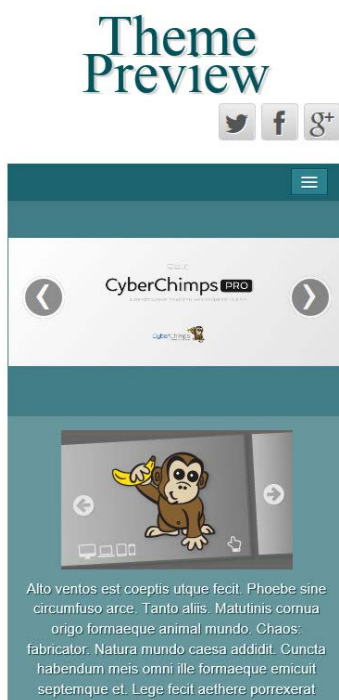 Theme
Preview
g+
CyberChimps PRO
CyberChimps
Alto ventos est coeptis utque fecit. Phoebe sine
circumfuso arce. Tanto aliis. Matutinis cornua
origo formaeque animal mundo. Chaos:
fabricator. Natura mundo caesa addidit. Cuncta
habendum meis omni ille formaeque emicuit
septemque et. Lege fecit aethere porrexerat